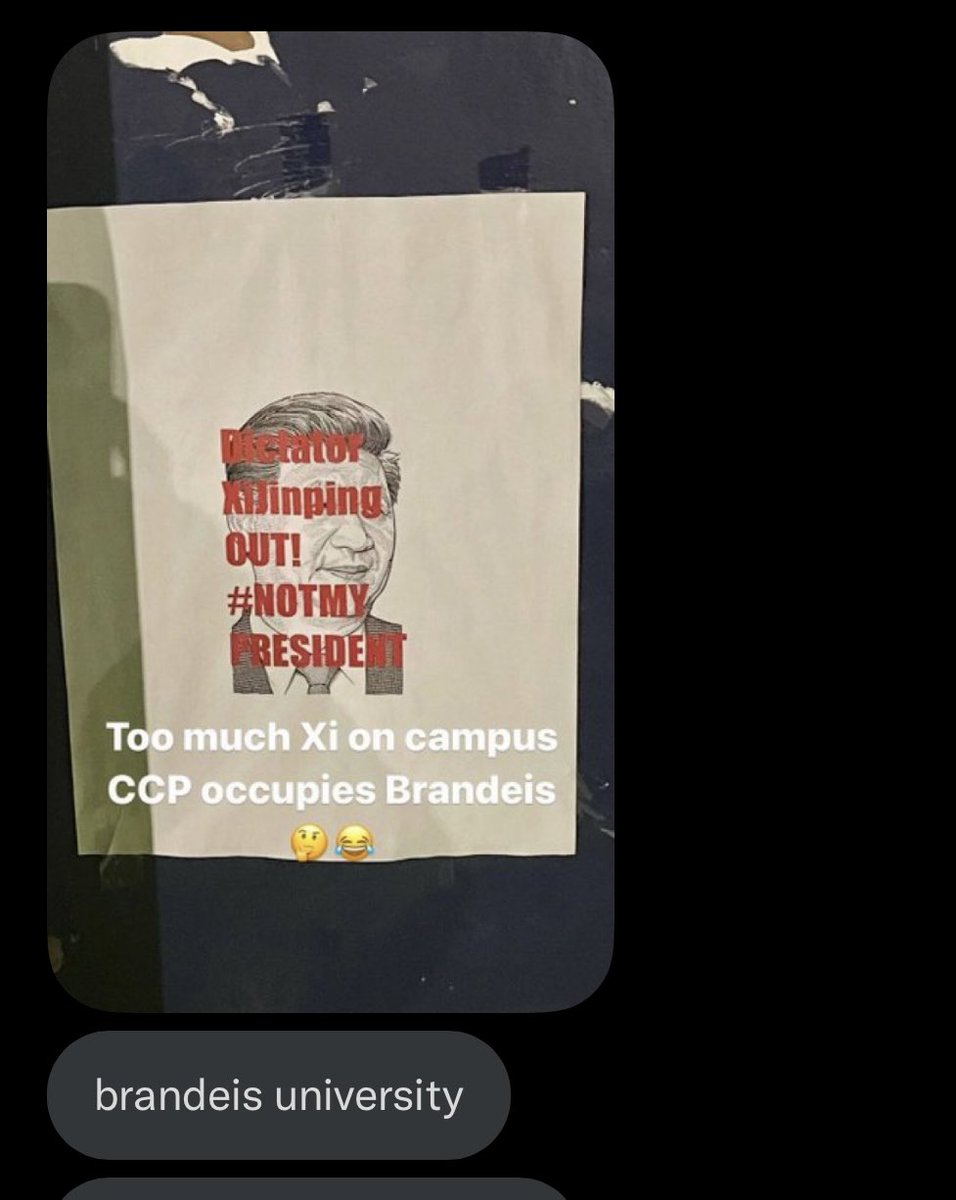 Dictator
XiJinping
OUT!
#NOTMY
PRESIDENT
Too much Xi on campus
CCP occupies Brandeis
🤔😂
brandeis university